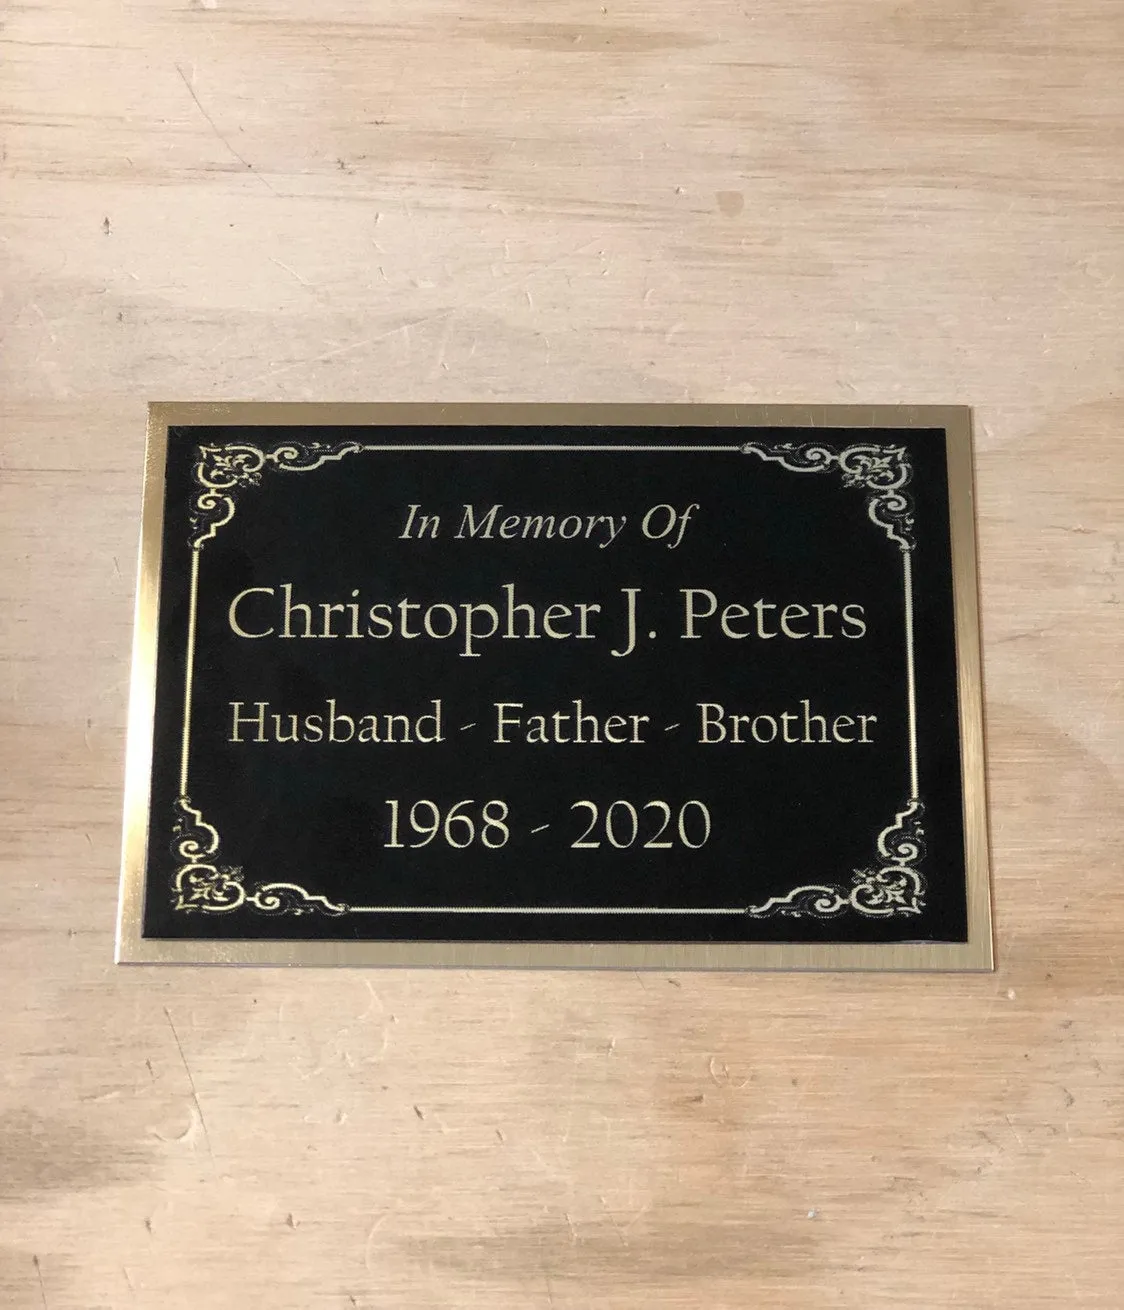 In Memory Of
Christopher J. Peters
Husband - Father - Brother
1968 - 2020